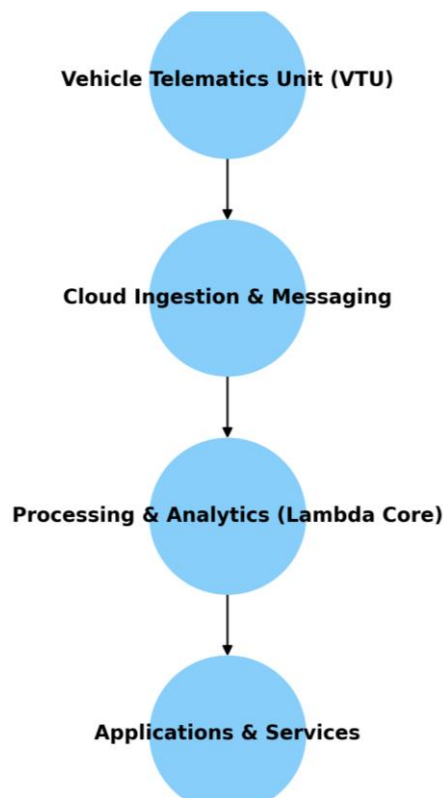 Vehicle Telematics Unit (VTU)
Cloud Ingestion & Messaging
Processing & Analytics (Lambda Core)
Applications & Services